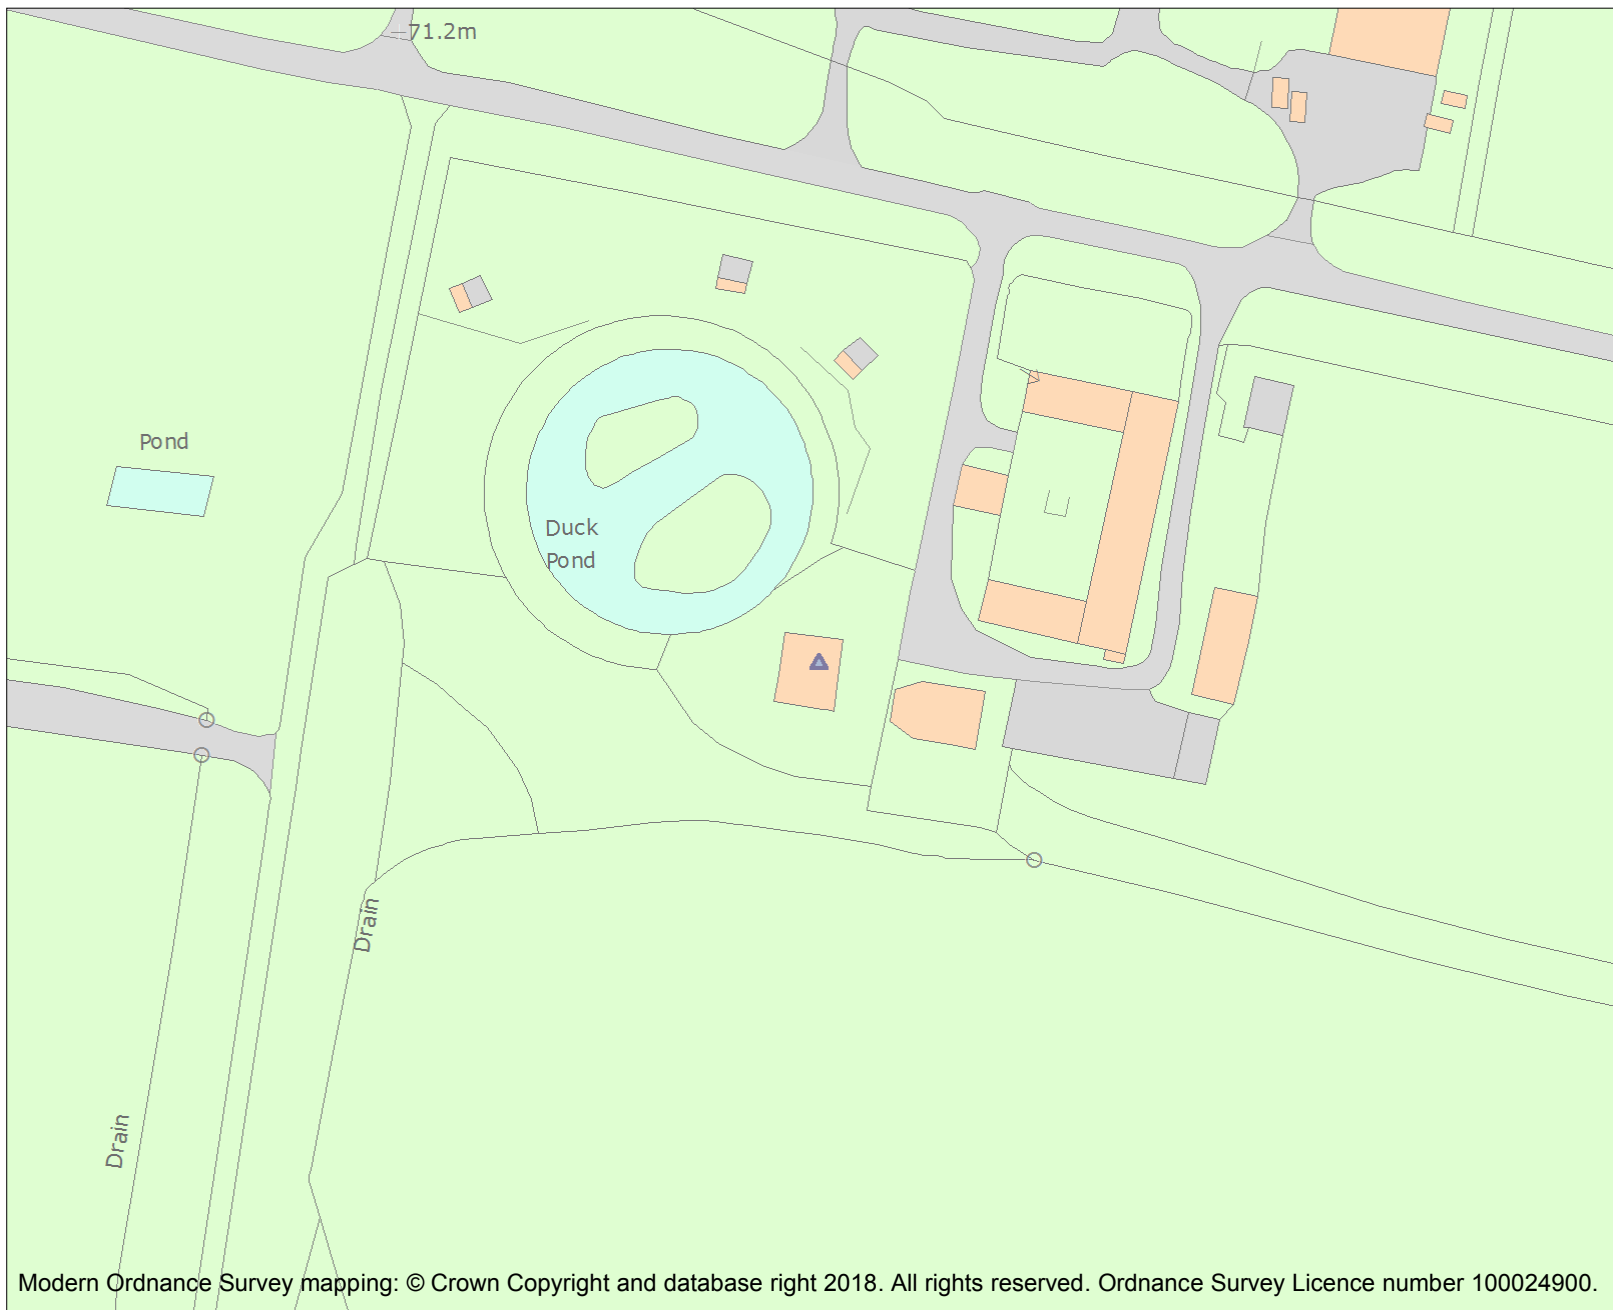 71.2m
Pond
Duck
Pond
Drain
Drain
Modern Ordnance Survey mapping: © Crown Copyright and database right 2018. All rights reserved. Ordnance Survey Licence number 100024900.